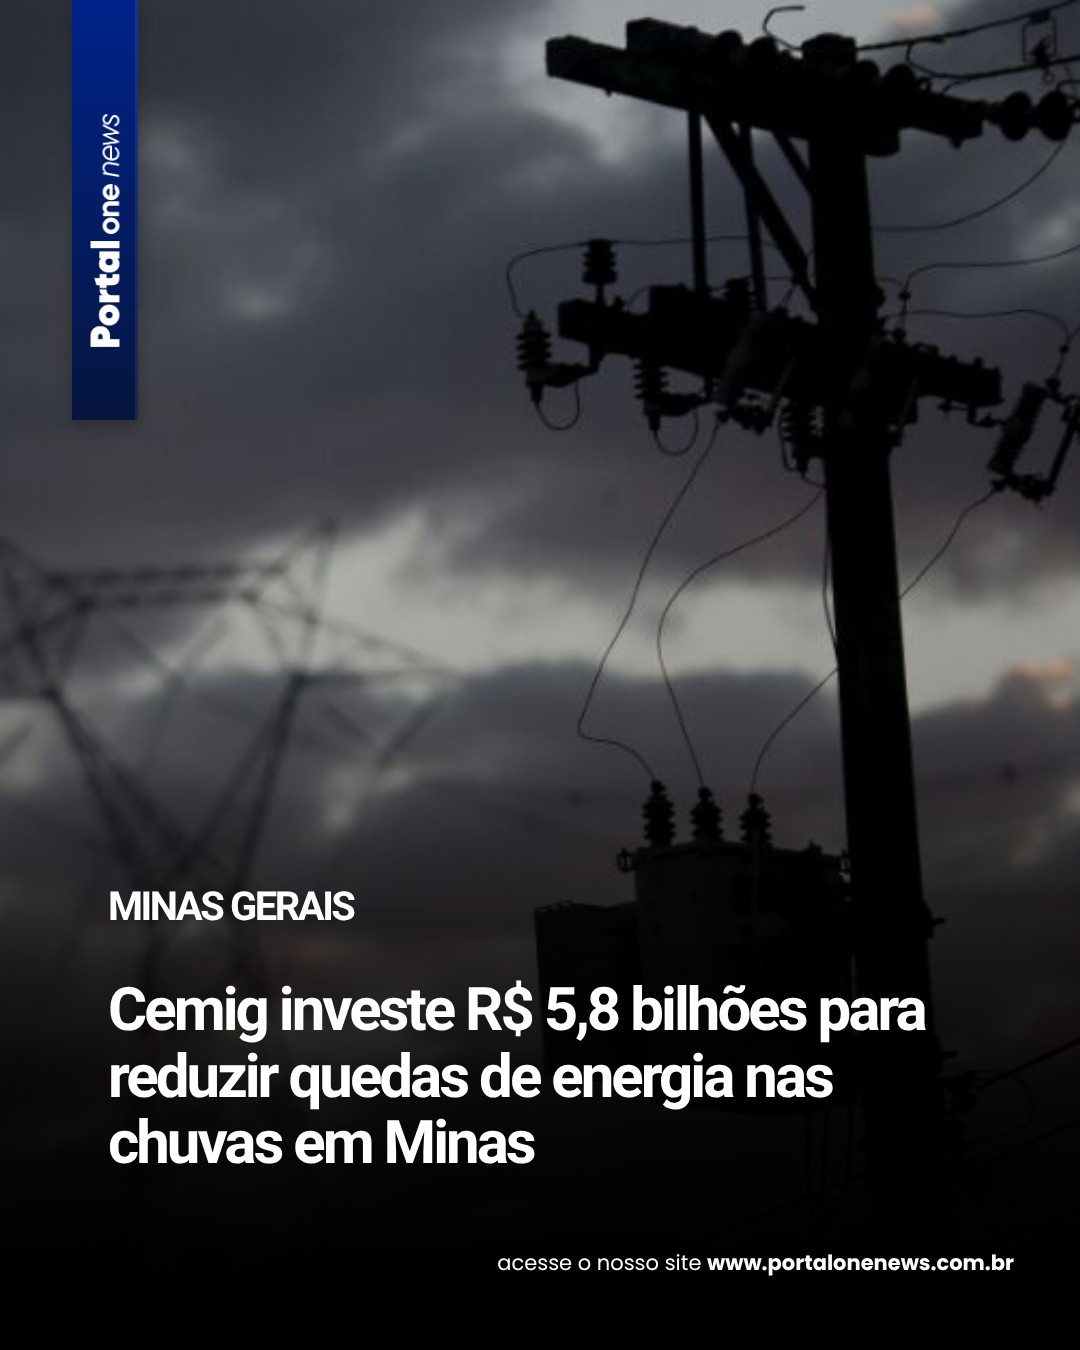 Portal one news
MINAS GERAIS
Cemig investe R$ 5,8 bilhões para
reduzir quedas de energia nas
chuvas em Minas
acesse o nosso site www.portalonenews.com.br